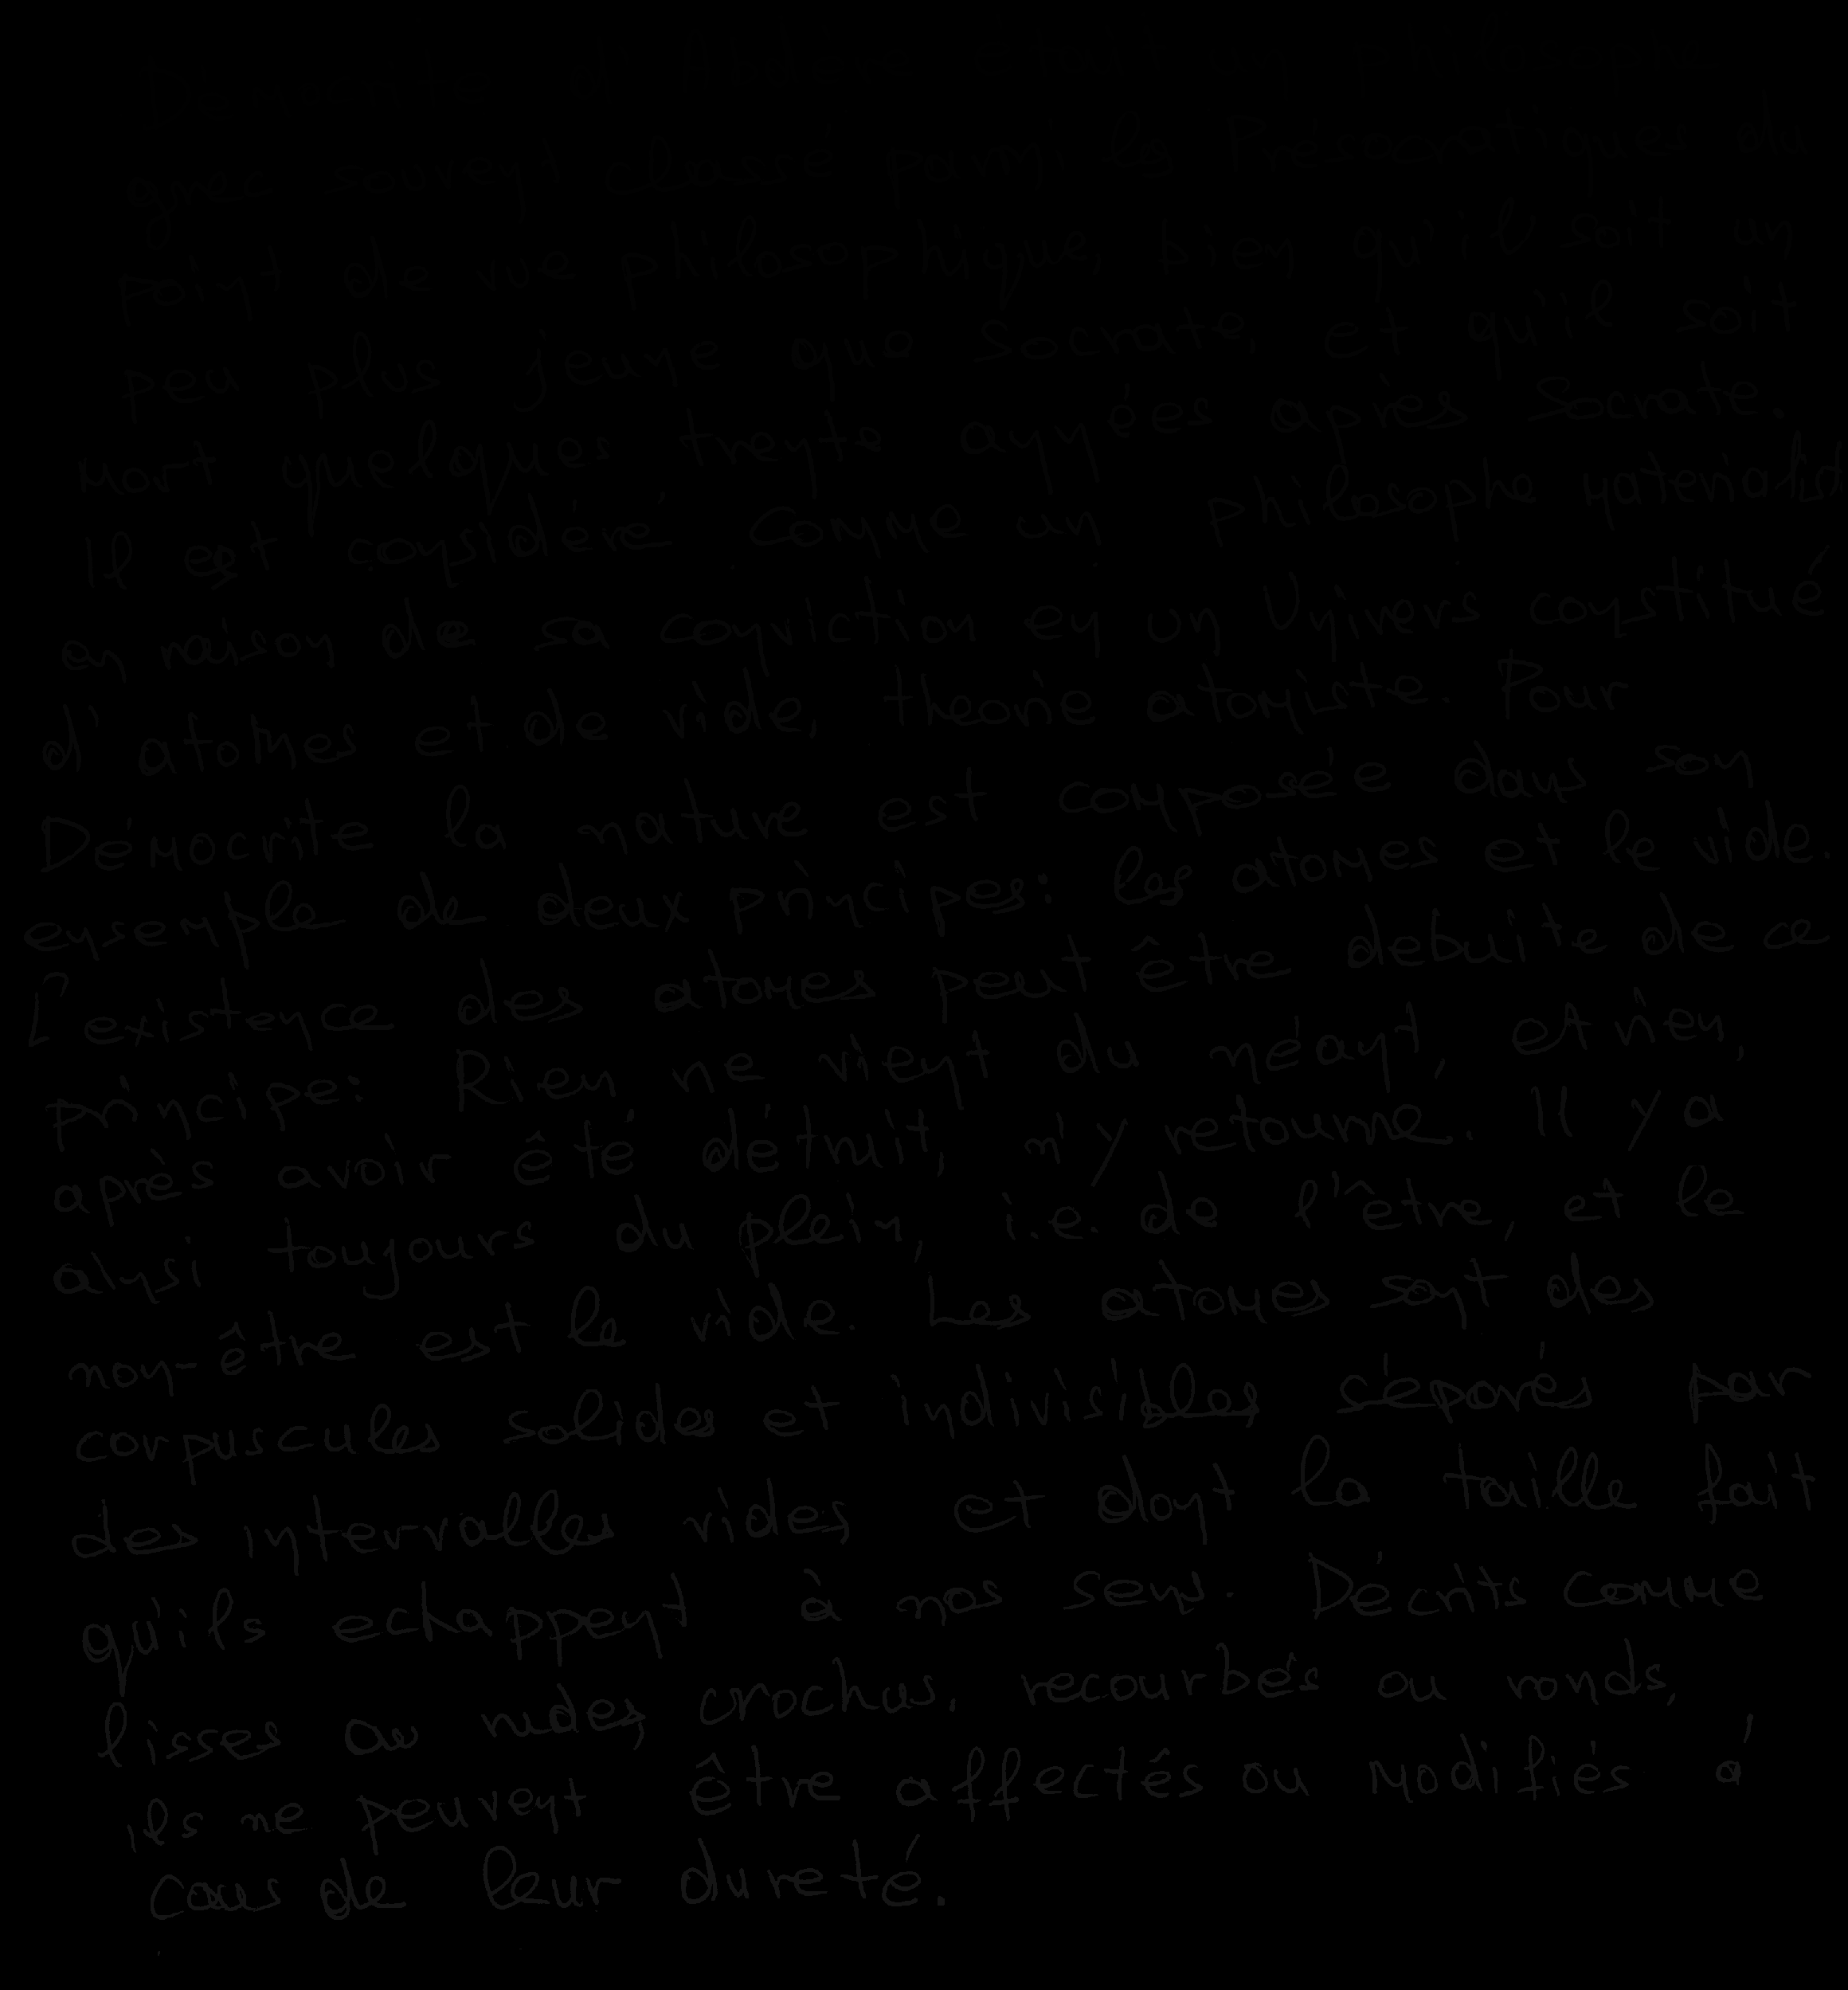 grec souvent classé parmi les Présocratiques du
point de vue philosophique, bien qu'il soit un
peu plus jeune que Socrate, et qu'il soit
mort quelques trente années après Socrate.
Il est considéré comme un philosophe materialist
en raison de sa conviction en un Univers constitué
d'atomes et de vide, theorie atomiste. Pour
Démocrite la nature est composée dans son
ensemple de deux principes: les atomes et le vide.
L'existence des atomes peut être debuite de ce
principe: Rien ne vient du néant, et rien,
après avoir êté détruit, n'y retourne. Il y a
ainsi toujours du plein, i.e. de l'être, et le
non-être est le vide. Les atomes sont des
corpuscules solides et indivisibles, séparés par
des intervalles vides, et dont la taille fait
qu'ils echappent à nos sens. Décrits comme
lisses ou rudes, crochus, recourbés ou ronds,
ils ne peuvent être affectés ou modifiés à
caus de leur dureté.